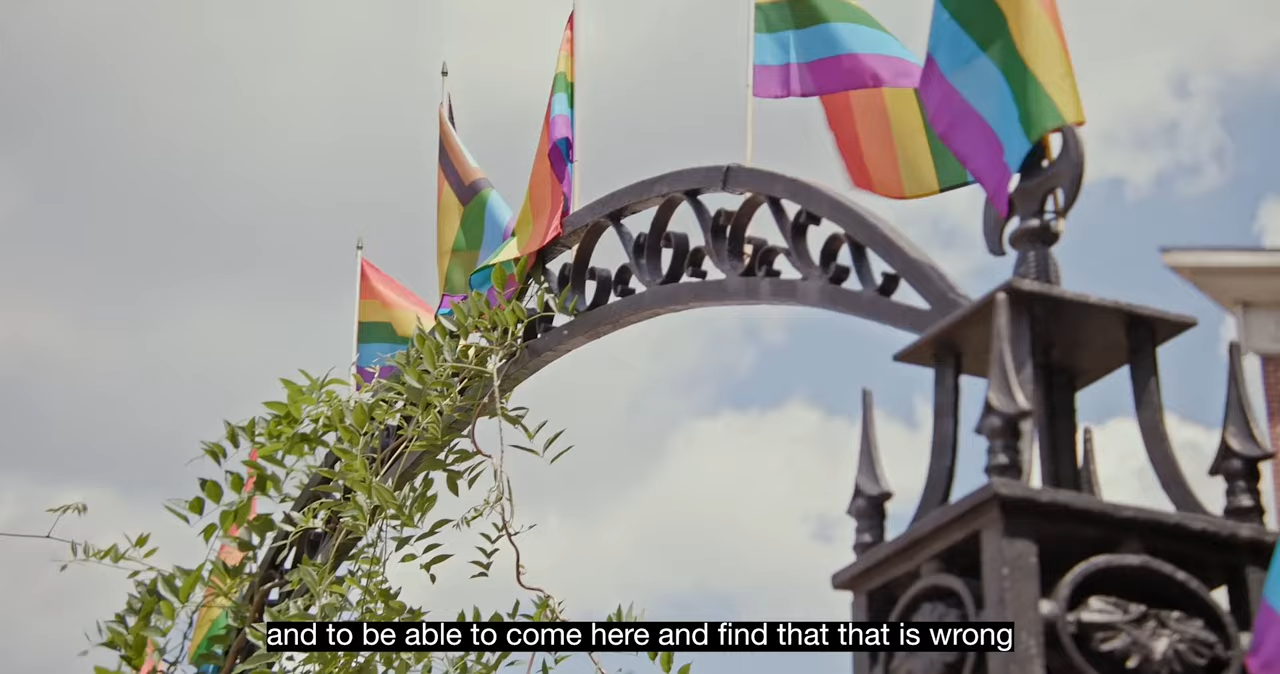 and to be able to come here and find that that is wrong